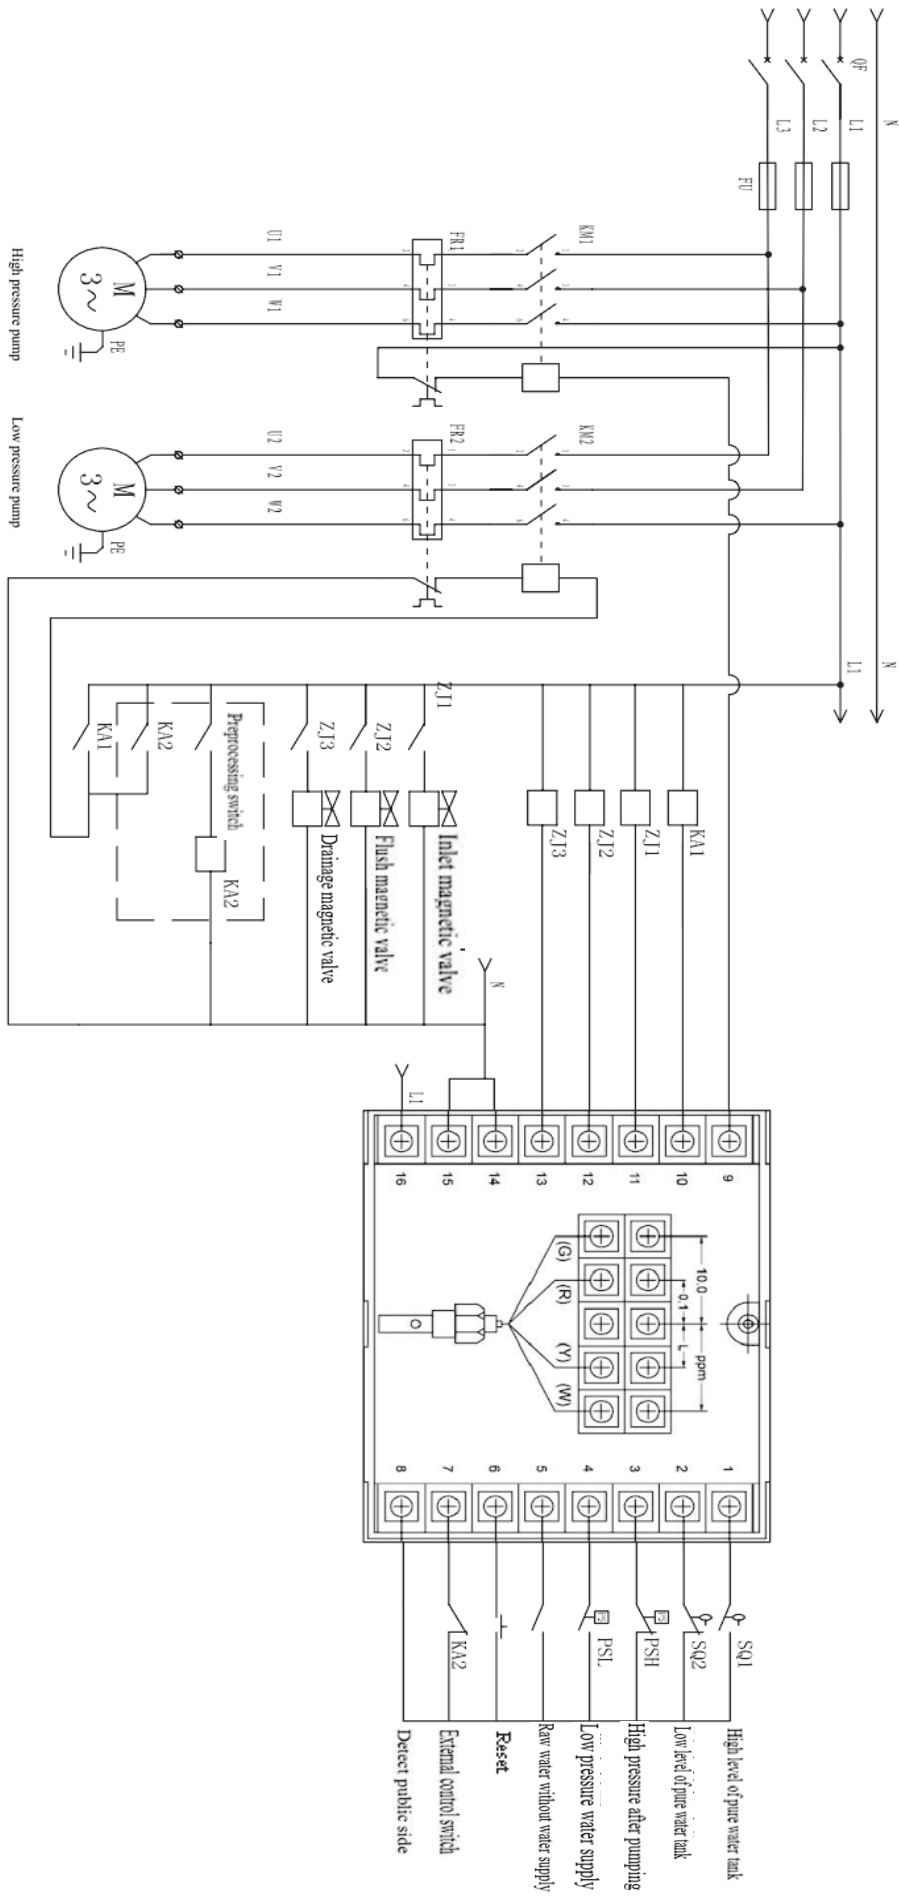 N
QF
L1
L2
L3
FU
KM1
FR1
U1
V1
W1
M
3~
PE
High pressure pump
KM2
FR2
U2
V2
W2
M
3~
PE
Low pressure pump
N
L1
KA1
ZJ1
ZJ2
ZJ3
ZJ1
Inlet magnetic valve
ZJ2
Flush magnetic valve
ZJ3
Drainage magnetic valve
Preprocessing switch
KA2
KA2
KA1
N
L1
9
10
11
12
13
14
15
16
10.0
ppm
0.1
L
(G)
(R)
(Y)
(W)
1
2
3
4
5
6
7
8
SQ1
SQ2
PS
PSH
PS
PSL
KA2
High level of pure water tank
Low level of pure water tank
High pressure after pumping
Low pressure water supply
Raw water without water supply
Reset
External control switch
Detect public side